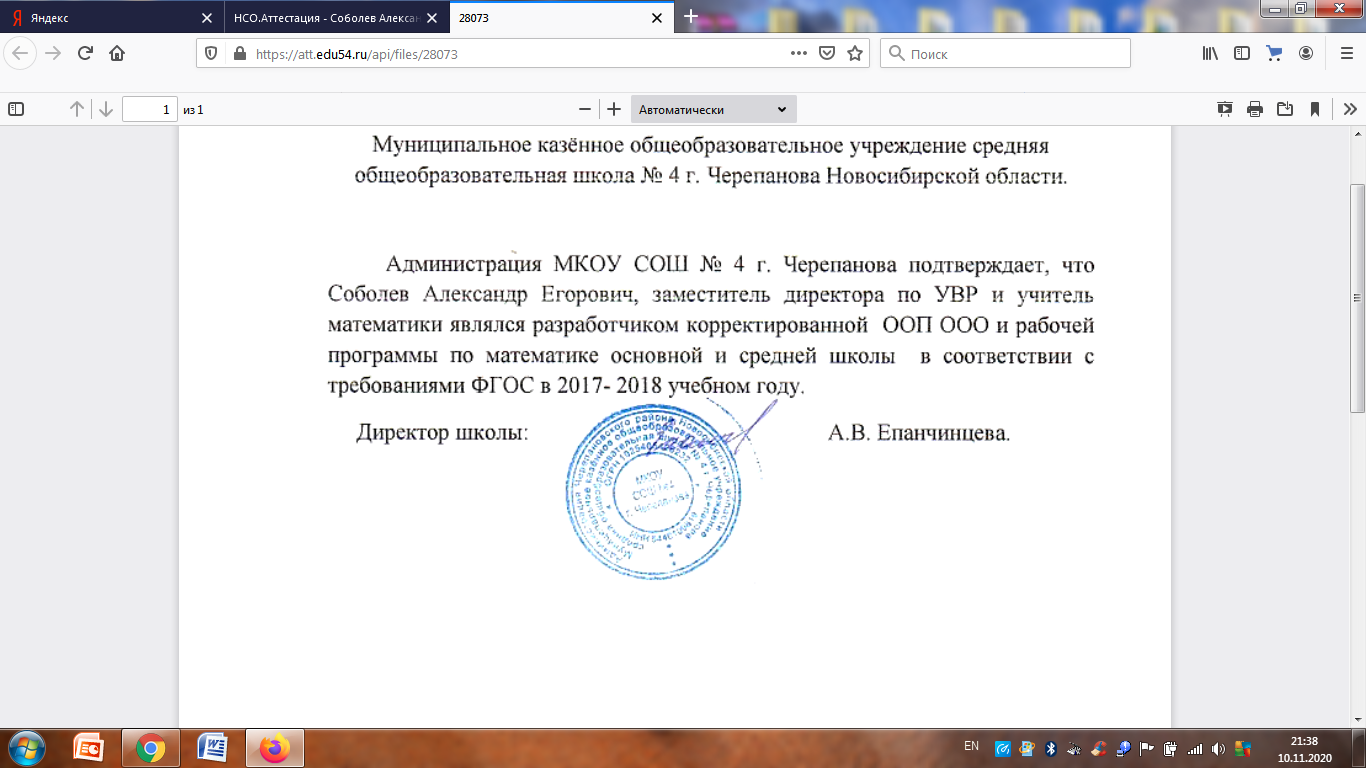 Яндекс
НСО.Аттестация - Соболев Алексан
28073
https://att.edu54.ru/api/files/28073
Поиск
1 из 1
Автоматически
Муниципальное казённое общеобразовательное учреждение средняя
общеобразовательная школа № 4 г. Черепанова Новосибирской области.
Администрация МКОУ СОШ № 4 г. Черепанова подтверждает, что
Соболев Александр Егорович, заместитель директора по УВР и учитель
математики являлся разработчиком корректированной ООП ООО и рабочей
программы по математике основной и средней школы в соответствии с
требованиями ФГОС в 2017- 2018 учебном году.
Директор школы: А.В. Епанчинцева.
МКОУ
EN
21:38
10.11.2020